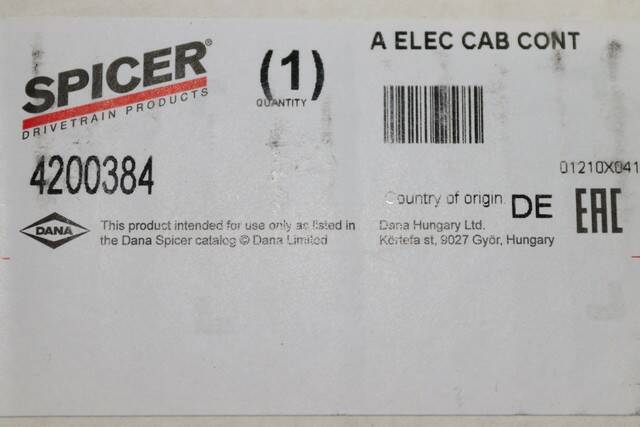 SPICER®
DRIVETRAIN PRODUCTS
(1)
QUANTITY
A ELEC CAB CONT
4200384
01210X041
Country of origin. DE
EAC
DANA
This product intended for use only as listed in
the Dana Spicer catalog © Dana Limited
Dana Hungary Ltd.
Körtefa st, 9027 Győr, Hungary